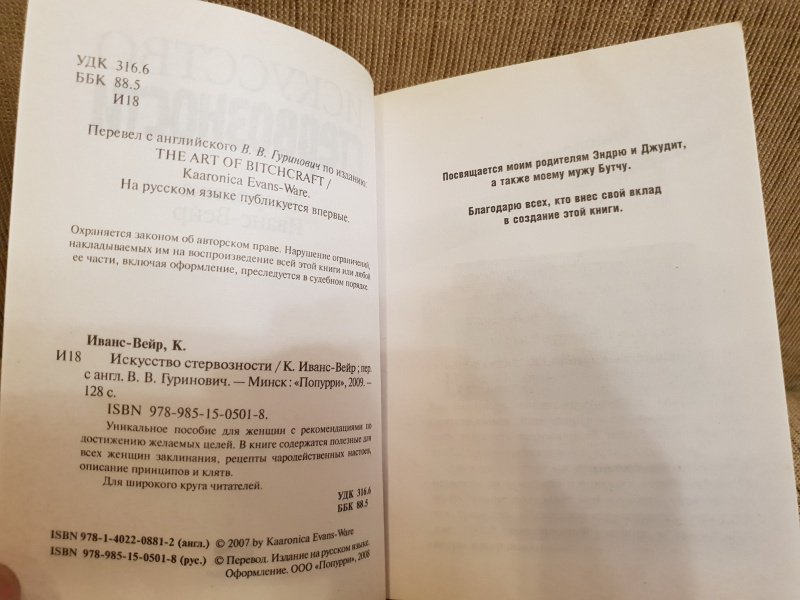 УДК 316.6
ББК 88.5
И18
Перевел с английского В. В. Гуринович по изданию:
THE ART OF BITCHCRAFT /
Kaaronica Evans-Ware.
На русском языке публикуется впервые.
Охраняется законом об авторском праве. Нарушение ограничений,
накладываемых им на воспроизведение всей этой книги или любой
ее части, включая оформление, преследуется в судебном порядке.
Иванс-Вейр, К.
И18 Искусство стервозности / К. Иванс-Вейр ; пер.
с англ. В. В. Гуринович. — Минск : «Попурри», 2009. —
128 с.
ISBN 978-985-15-0501-8.
Уникальное пособие для женщин с рекомендациями по
достижению желаемых целей. В книге содержатся полезные для
всех женщин заклинания, рецепты чародейственных настоев,
описание принципов и клятв.
Для широкого круга читателей.
УДК 316.6
ББК 88.5
ISBN 978-1-4022-0881-2 (англ.) © 2007 by Kaaronica Evans-Ware
ISBN 978-985-15-0501-8 (рус.) © Перевод. Издание на русском языке.
Оформление. ООО «Попурри», 2008
Посвящается моим родителям Эндрю и Джудит,
а также моему мужу Бутчу.
Благодарю всех, кто внес свой вклад
в создание этой книги.